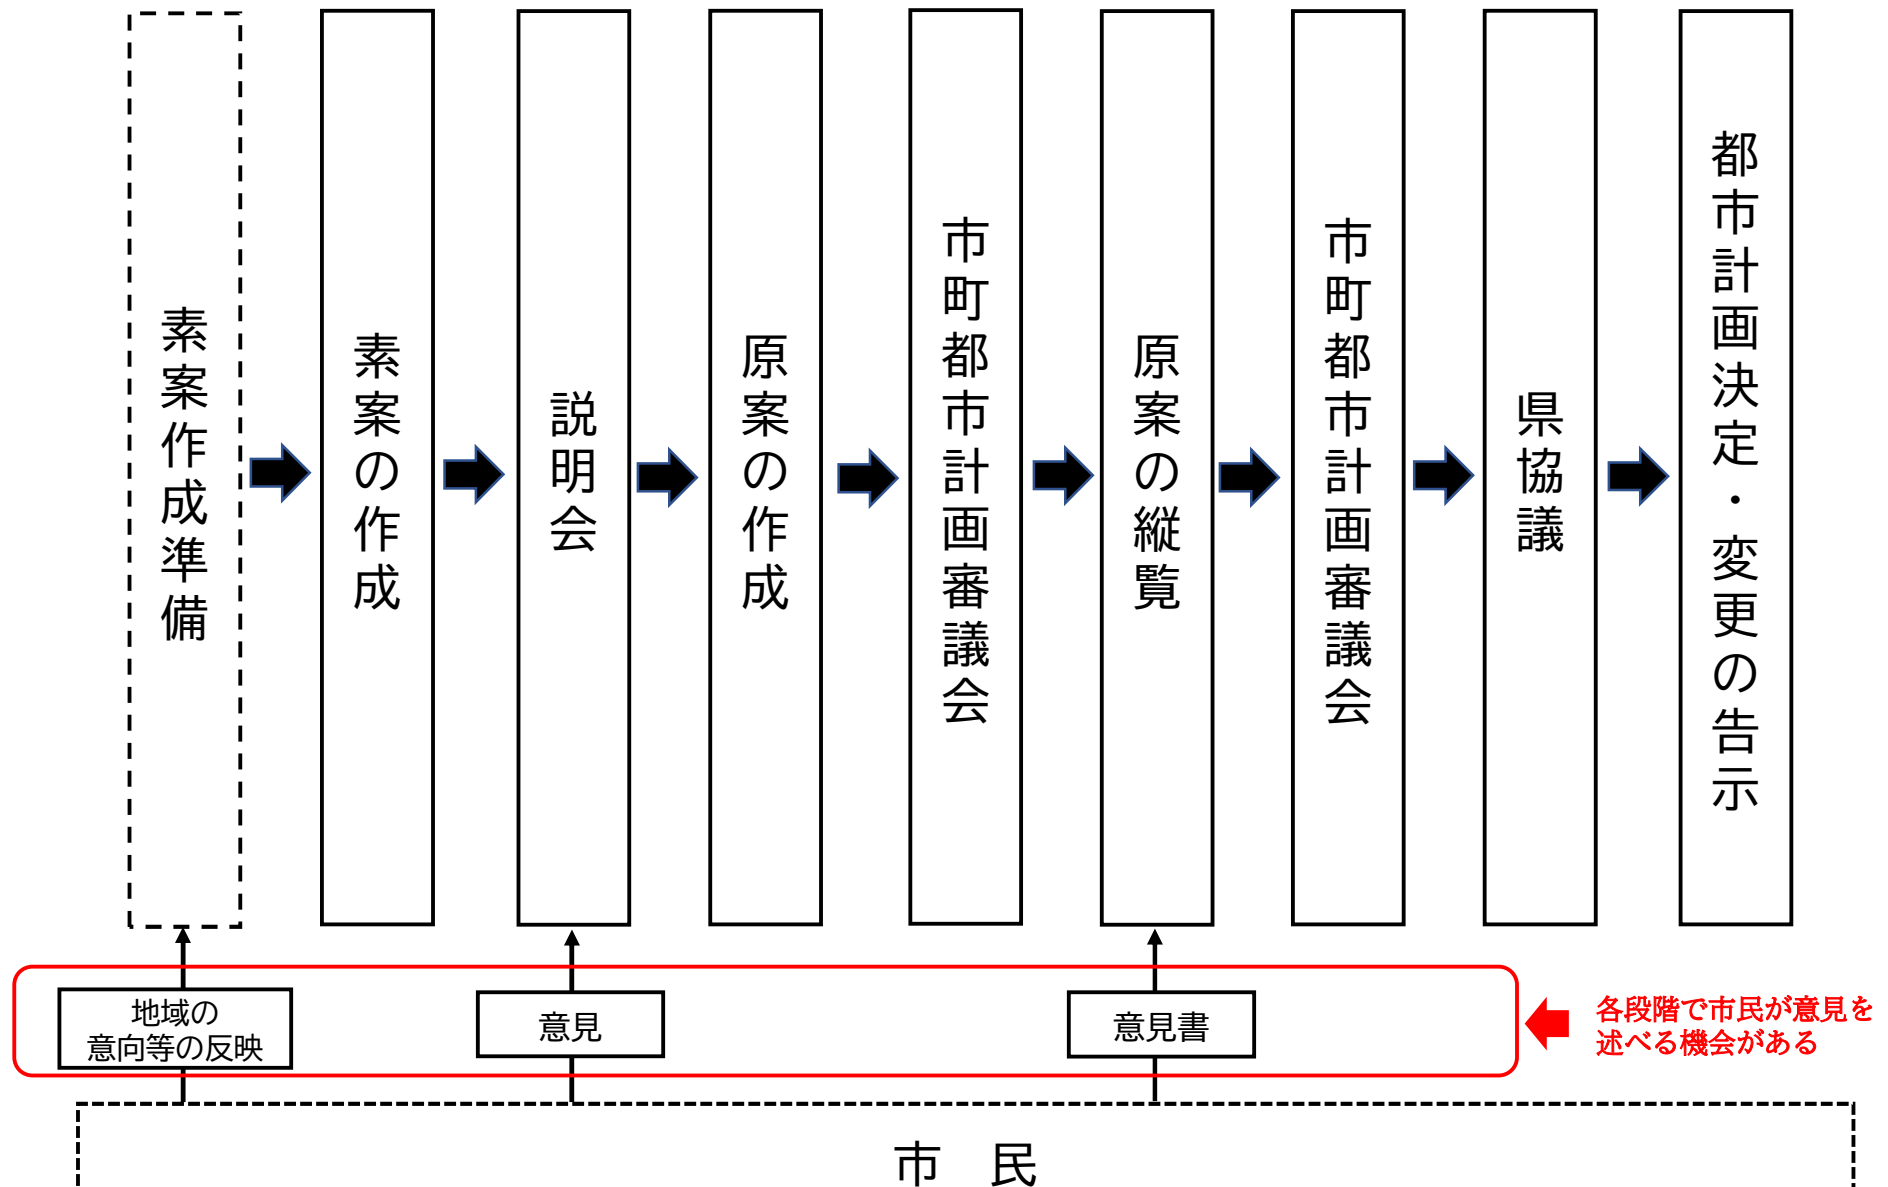 素案作成準備
素案の作成
説明会
原案の作成
市町都市計画審議会
原案の縦覧
市町都市計画審議会
県協議
都市計画決定・変更の告示
地域の
意向等の反映
意見
意見書
各段階で市民が意見を
述べる機会がある
市　民